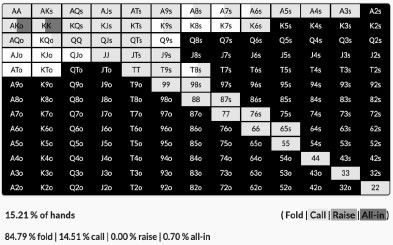 AA AKs AQs AJs ATs A9s A8s A7s A6s A5s A4s A3s A2s
AKo KK KQs KJs KTs K9s K8s K7s K6s K5s K4s K3s K2s
AQo KQo QQ QJs QTs Q9s Q8s Q7s Q6s Q5s Q4s Q3s Q2s
AJo KJo QJo JJ JTs J9s J8s J7s J6s J5s J4s J3s J2s
ATo KTo QTo JTo TT T9s T8s T7s T6s T5s T4s T3s T2s
A9o K9o Q9o J9o T9o 99 98s 97s 96s 95s 94s 93s 92s
A8o K8o Q8o J8o T8o 98o 88 87s 86s 85s 84s 83s 82s
A7o K7o Q7o J7o T7o 97o 87o 77 76s 75s 74s 73s 72s
A6o K6o Q6o J6o T6o 96o 86o 76o 66 65s 64s 63s 62s
A5o K5o Q5o J5o T5o 95o 85o 75o 65o 55 54s 53s 52s
A4o K4o Q4o J4o T4o 94o 84o 74o 64o 54o 44 43s 42s
A3o K3o Q3o J3o T3o 93o 83o 73o 63o 53o 43o 33 32s
A2o K2o Q2o J2o T2o 92o 82o 72o 62o 52o 42o 32o 22
15.21 % of hands ( Fold | Call | Raise | All-in )
84.79 % fold | 14.51 % call | 0.00 % raise | 0.70 % all-in